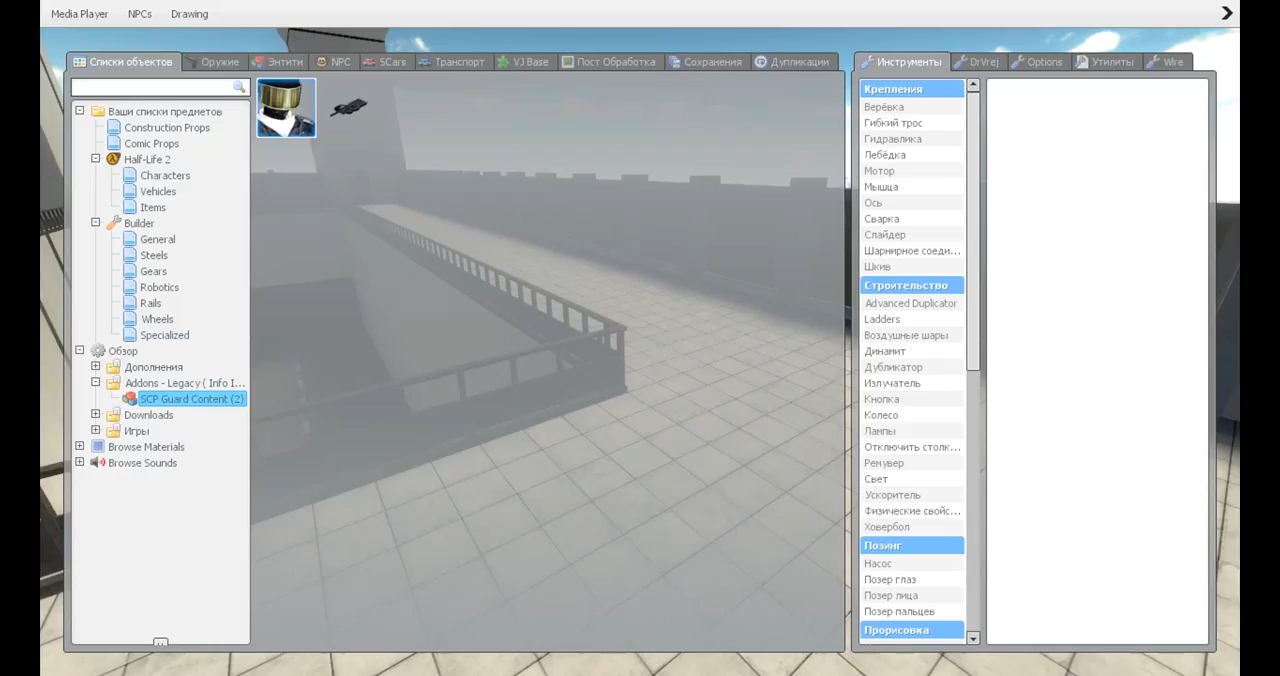 Media Player NPCs Drawing
Списки объектов Оружие Энтити NPC SCars Транспорт VJ Base Пост Обработка Сохранения Дупликации
Ваши списки предметов
Construction Props
Comic Props
Half-Life 2
Characters
Vehicles
Items
Builder
General
Steels
Gears
Robotics
Rails
Wheels
Specialized
Обзор
Дополнения
Addons - Legacy ( Info I...
SCP Guard Content (2)
Downloads
Игры
Browse Materials
Browse Sounds
Инструменты DrVrej Options Утилиты Wire
Крепления
Верёвка
Гибкий трос
Гидравлика
Лебёдка
Мотор
Мышца
Ось
Сварка
Слайдер
Шарнирное соеди...
Шкив
Строительство
Advanced Duplicator
Ladders
Воздушные шары
Динамит
Дубликатор
Излучатель
Кнопка
Колесо
Лампы
Отключить столк...
Ремувер
Свет
Ускоритель
Физические свойс...
Ховербол
Позинг
Насос
Позер глаз
Позер лица
Позер пальцев
Прорисовка